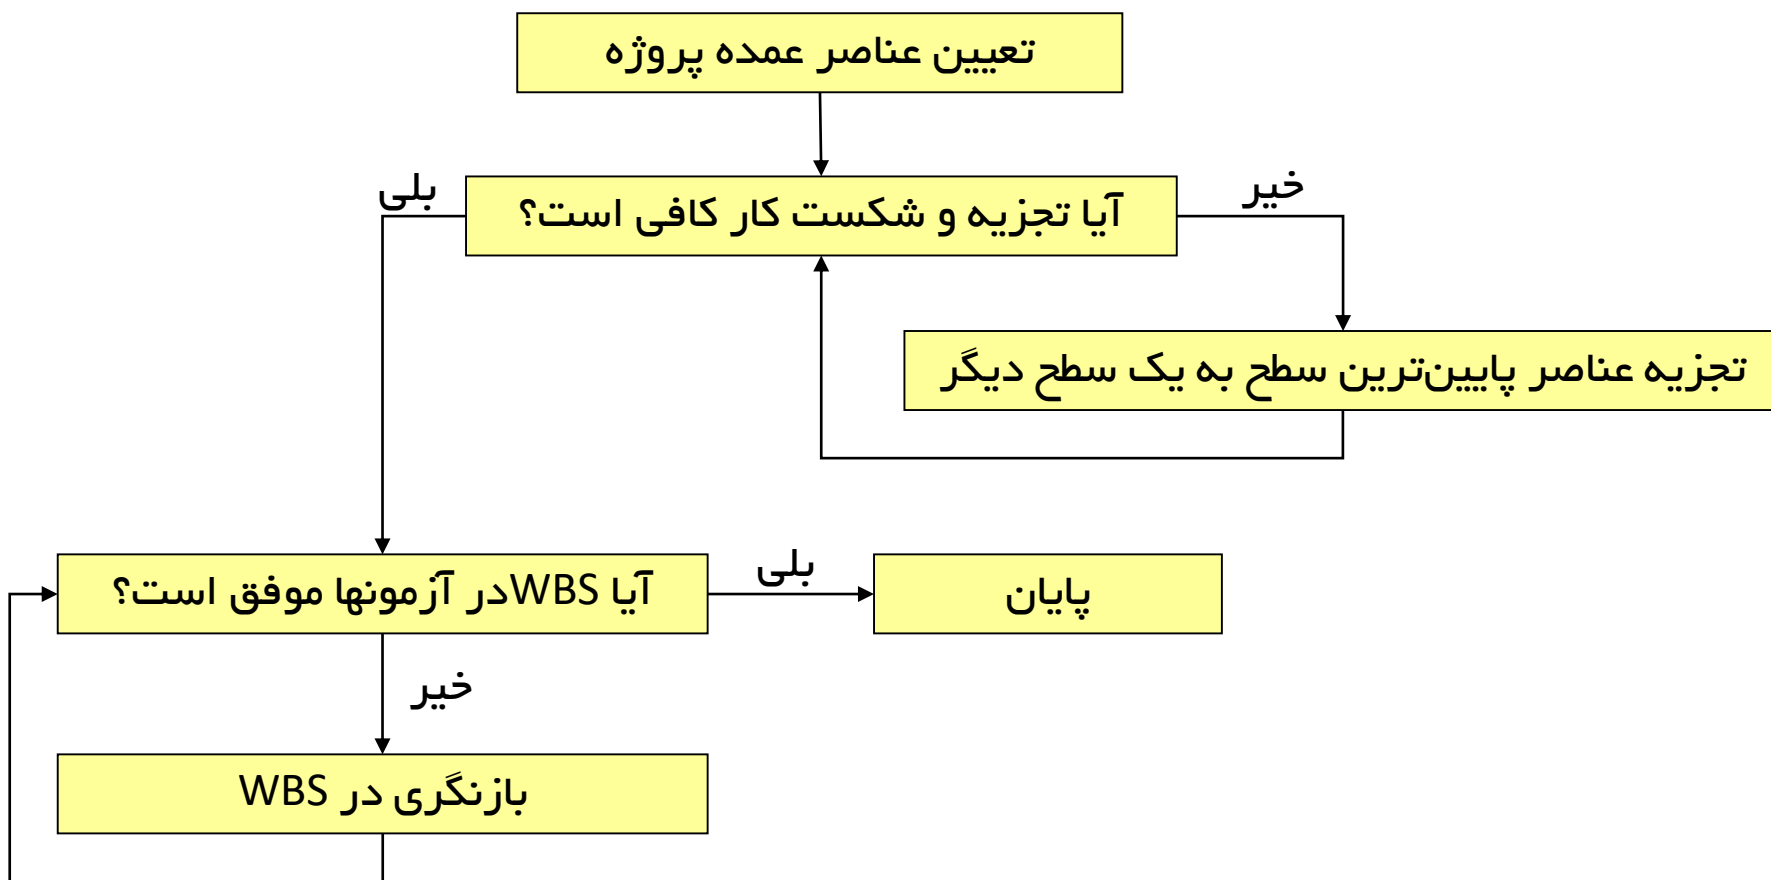 تعیین عناصر عمده پروژه
بلی
خیر
آیا تجزیه و شکست کار کافی است؟
تجزیه عناصر پایین‌ترین سطح به یک سطح دیگر
آیا WBSدر آزمونها موفق است؟
بلی
پایان
خیر
بازنگری در WBS